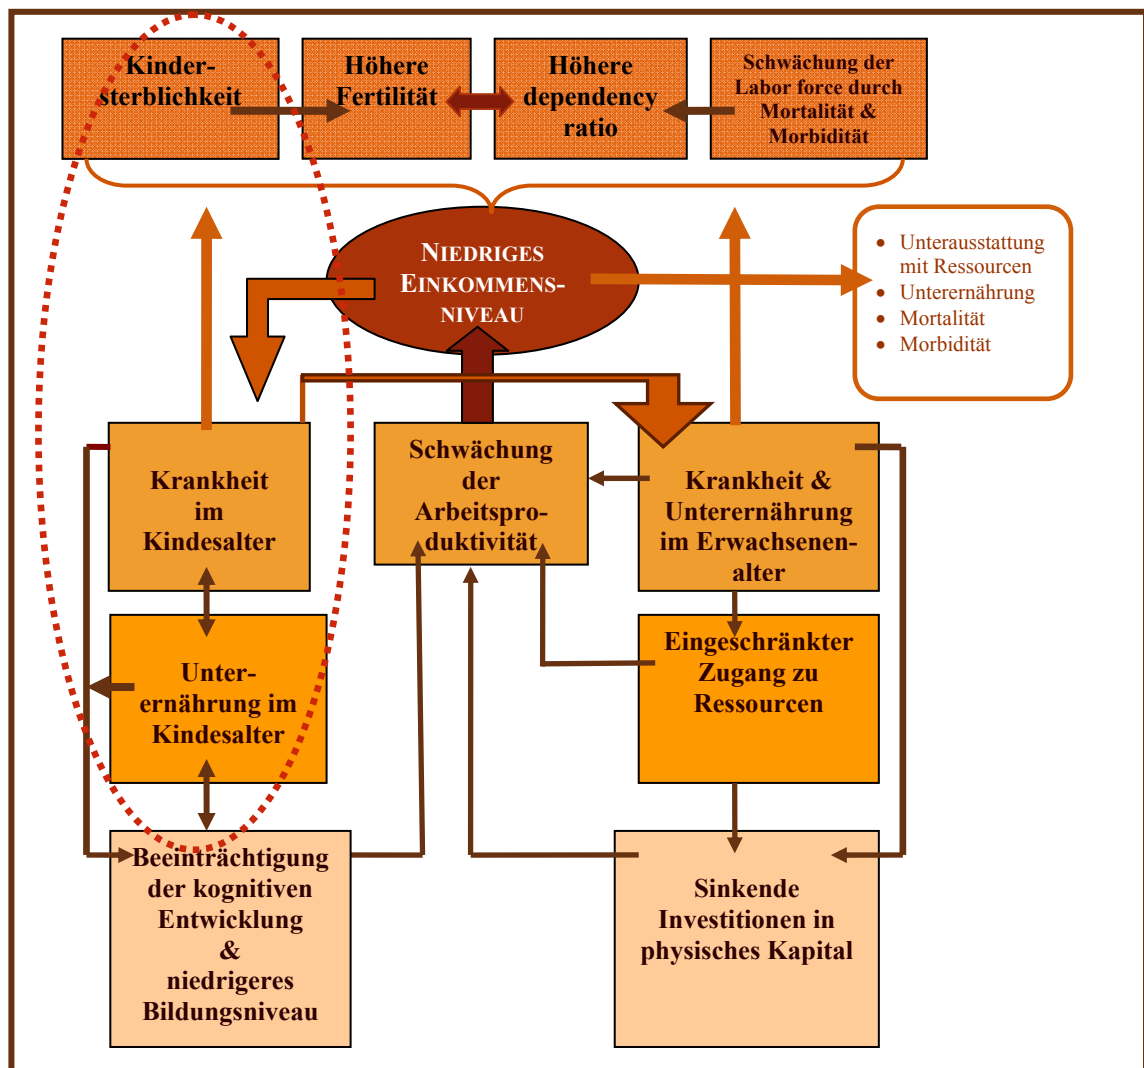 Kinder-
sterblichkeit
Höhere
Fertilität
Höhere
dependency
ratio
Schwächung der
Labor force durch
Mortalität &
Morbidität
NIEDRIGES
EINKOMMENS-
NIVEAU
• Unterausstattung
mit Ressourcen
• Unterernährung
• Mortalität
• Morbidität
Krankheit
im
Kindesalter
Schwächung
der
Arbeitspro-
duktivität
Krankheit &
Unterernährung
im Erwachsenen-
alter
Unter-
ernährung im
Kindesalter
Eingeschränkter
Zugang zu
Ressourcen
Beeinträchtigung
der kognitiven
Entwicklung
&
niedrigeres
Bildungsniveau
Sinkende
Investitionen in
physisches Kapital